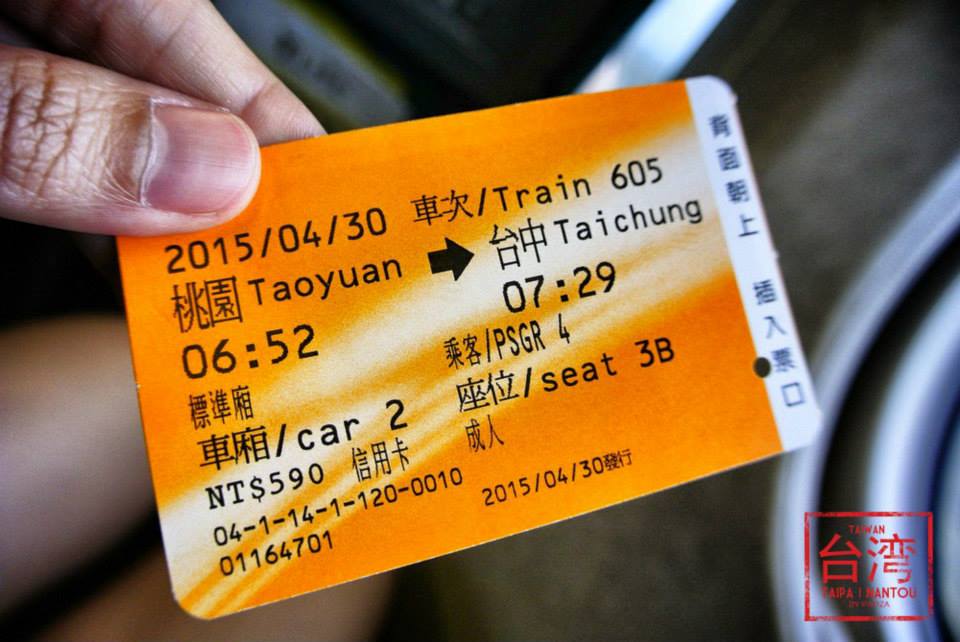 2015/04/30 車次/Train 605
桃園 Taoyuan → 台中 Taichung
06:52 07:29
標準廂 乘客/PSGR 4
車廂/car 2 座位/seat 3B
NT$590 信用卡 成人
04-1-14-1-120-0010 2015/04/30發行
01164701
背面朝上 插入票口
TAIWAN
台湾
TAIPA I NANTOU